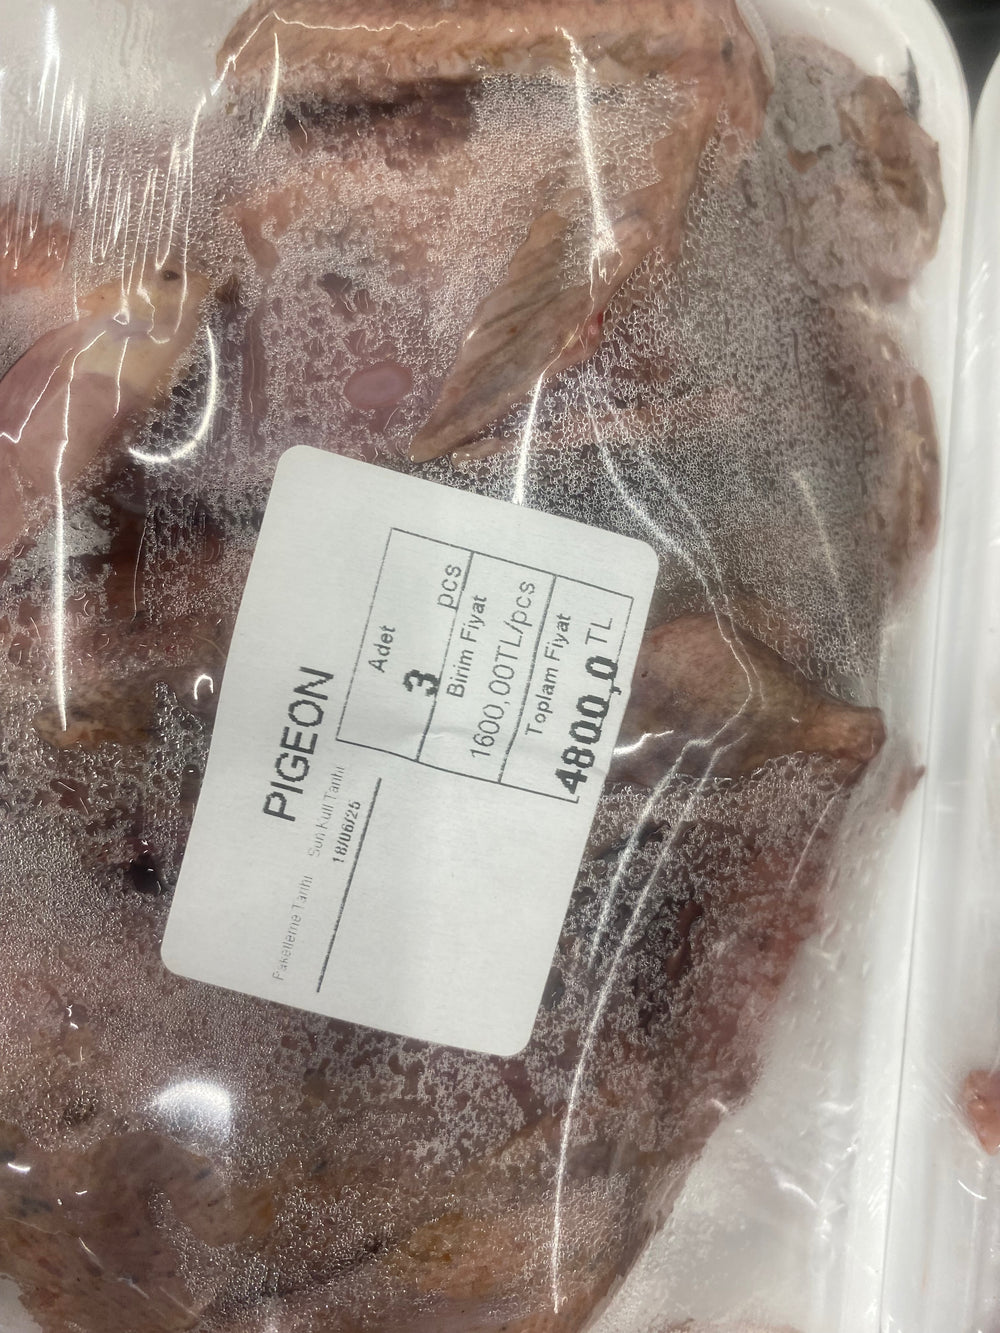 PIGEON
Paketleme Tarihi Son Kull Tarihi
18/06/25
Adet
3 pcs
Birim Fiyat
1600,00TL/pcs
Toplam Fiyat
4800,0 TL